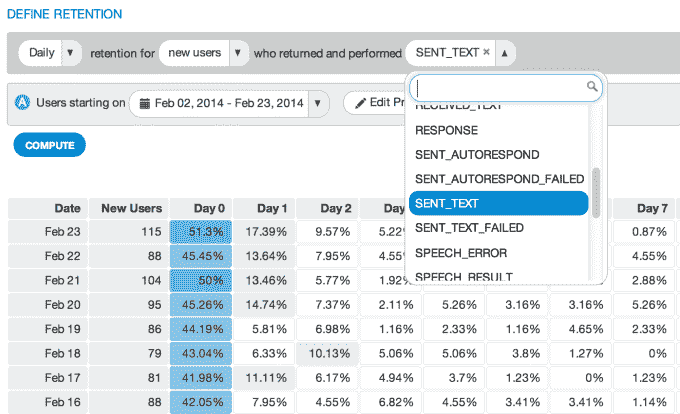 DEFINE RETENTION
Daily retention for new users who returned and performed SENT_TEXT ×
A Users starting on Feb 02, 2014 - Feb 23, 2014 Edit Pr
RECEIVED_TEXT
RESPONSE
SENT_AUTORESPOND
SENT_AUTORESPOND_FAILED
SENT_TEXT
SENT_TEXT_FAILED
SPEECH_ERROR
SPEECH_RESULT
COMPUTE
Date New Users Day 0 Day 1 Day 2 Day Day 7
Feb 23 115 51.3% 17.39% 9.57% 5.22 0.87%
Feb 22 88 45.45% 13.64% 7.95% 4.55 4.55%
Feb 21 104 50% 13.46% 5.77% 1.92 2.88%
Feb 20 95 45.26% 14.74% 7.37% 2.11% 5.26% 3.16% 3.16% 5.26%
Feb 19 86 44.19% 5.81% 6.98% 1.16% 2.33% 1.16% 4.65% 2.33%
Feb 18 79 43.04% 6.33% 10.13% 5.06% 5.06% 3.8% 1.27% 0%
Feb 17 81 41.98% 11.11% 6.17% 4.94% 3.7% 1.23% 0% 1.23%
Feb 16 88 42.05% 7.95% 4.55% 6.82% 4.55% 3.41% 3.41% 1.14%